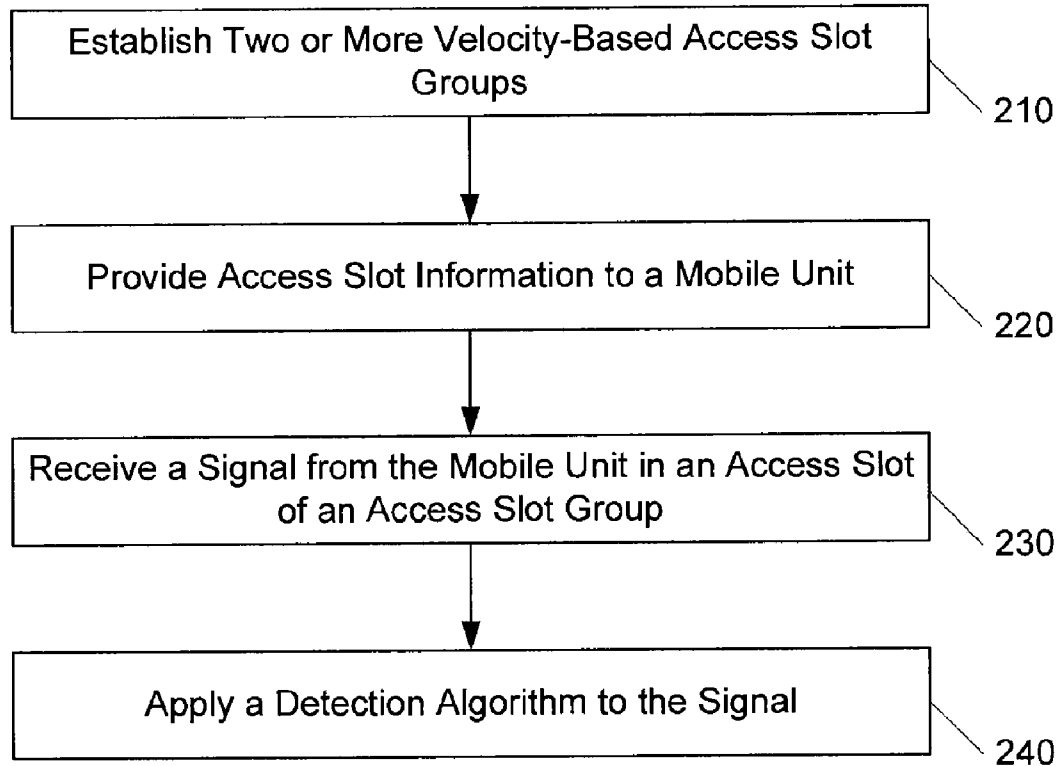 Establish Two or More Velocity-Based Access Slot
Groups
210
Provide Access Slot Information to a Mobile Unit
220
Receive a Signal from the Mobile Unit in an Access Slot
of an Access Slot Group
230
Apply a Detection Algorithm to the Signal
240